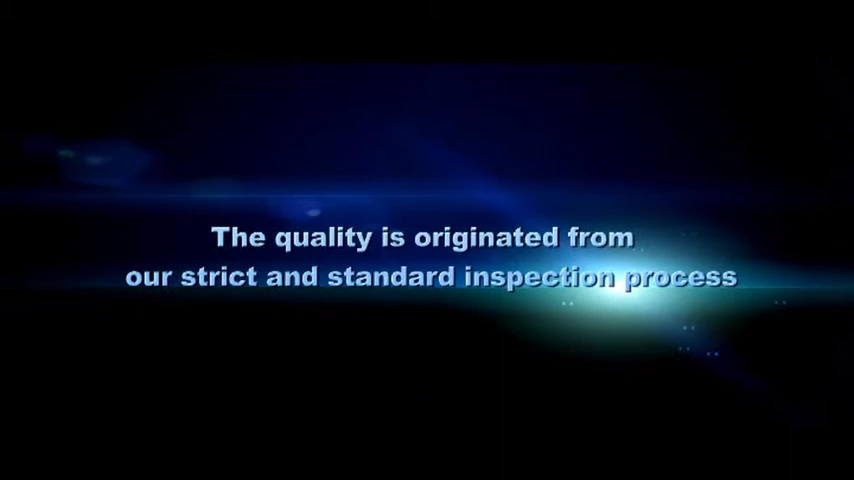 The quality is originated from
our strict and standard inspection process